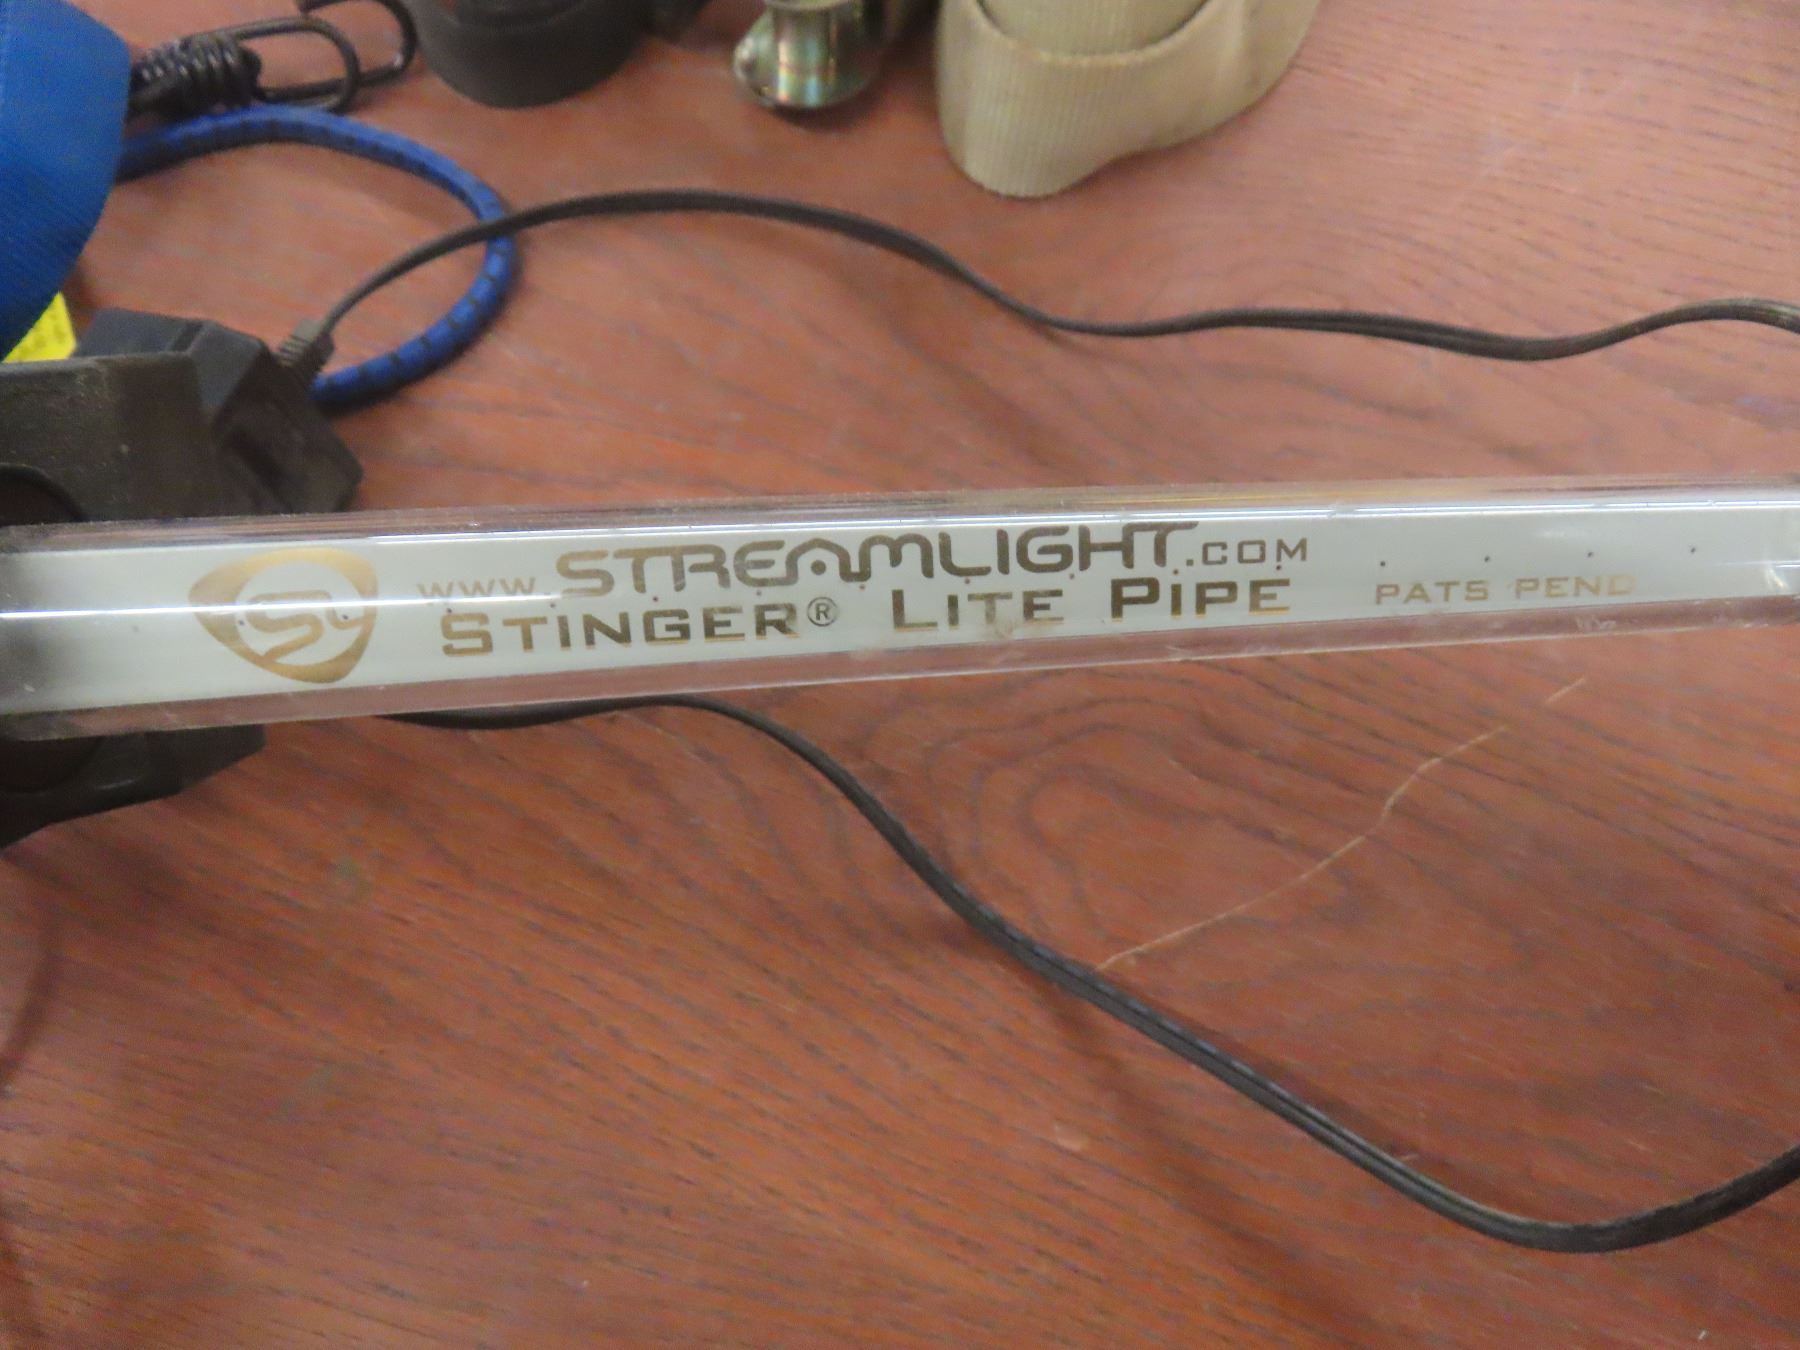 www.STREAMLIGHT.COM
STINGER® LITE PIPE PATS PEND